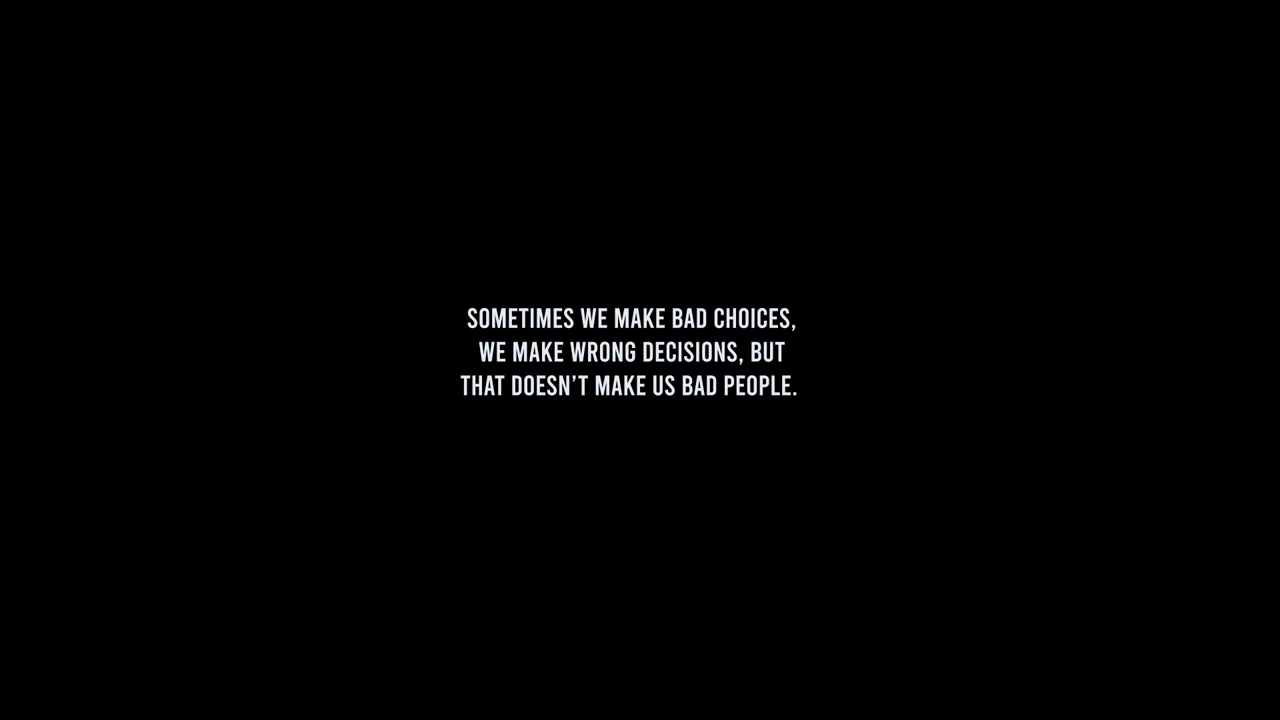 SOMETIMES WE MAKE BAD CHOICES,
WE MAKE WRONG DECISIONS, BUT
THAT DOESN’T MAKE US BAD PEOPLE.